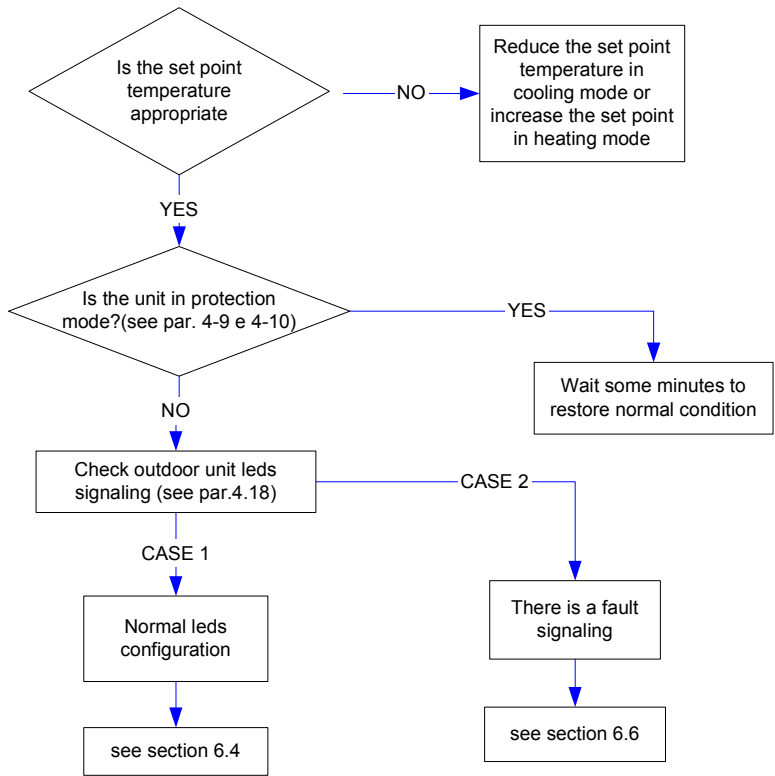 Is the set point
temperature
appropriate
NO
Reduce the set point
temperature in
cooling mode or
increase the set point
in heating mode
YES
Is the unit in protection
mode?(see par. 4-9 e 4-10)
YES
Wait some minutes to
restore normal condition
NO
Check outdoor unit leds
signaling (see par.4.18)
CASE 2
CASE 1
Normal leds
configuration
There is a fault
signaling
see section 6.4
see section 6.6